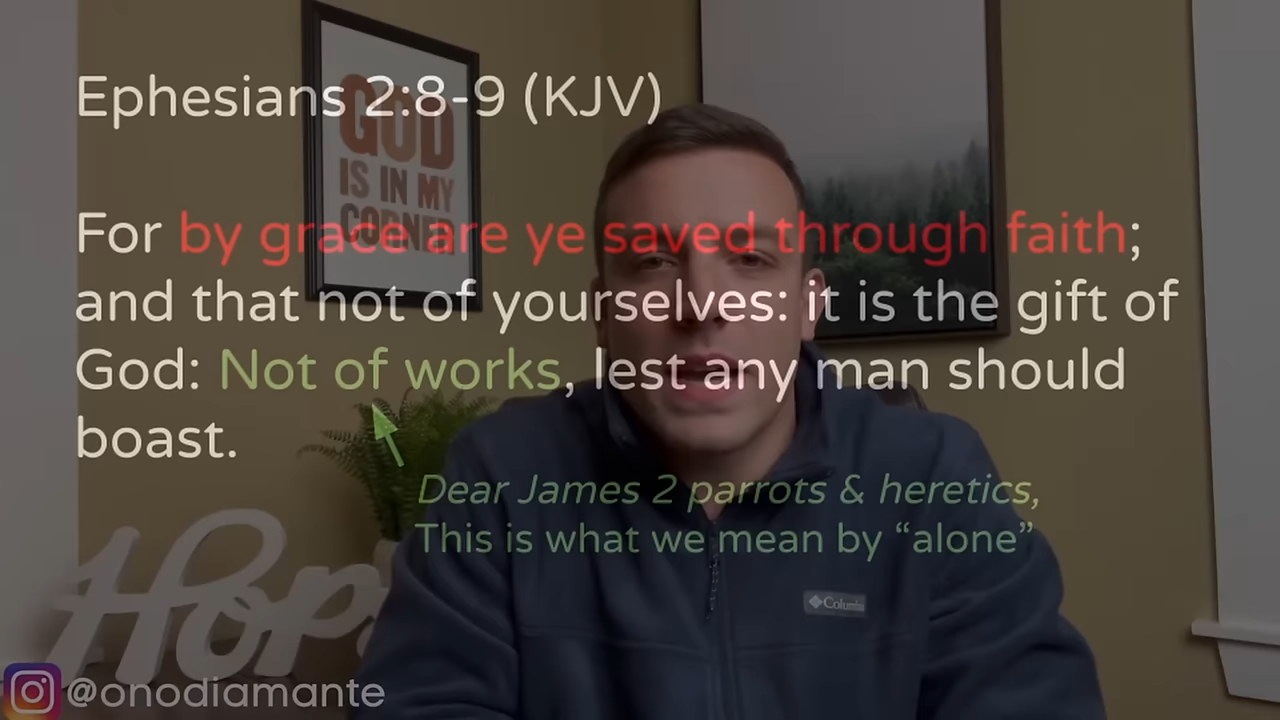 Ephesians 2:8-9 (KJV)
GOD
IS IN MY
CORNER
For by grace are ye saved through faith;
and that not of yourselves: it is the gift of
God: Not of works, lest any man should
boast.
Dear James 2 parrots & heretics,
This is what we mean by “alone”
Hope
Columbia
@onodiamante